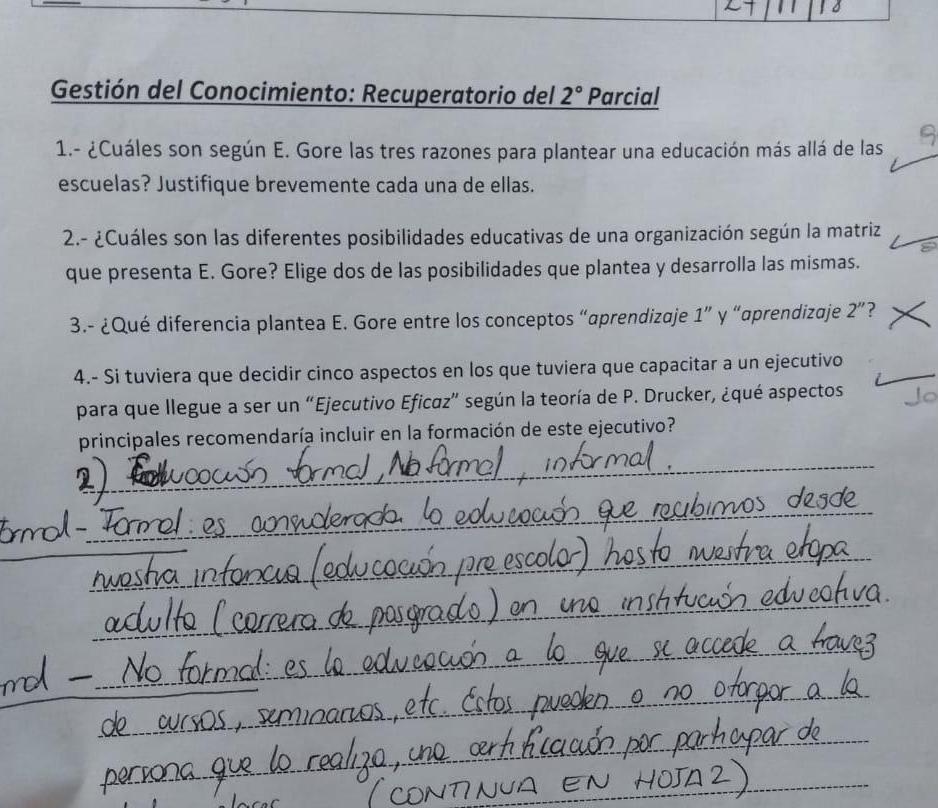 27/11/18
Gestión del Conocimiento: Recuperatorio del 2° Parcial
1.- ¿Cuáles son según E. Gore las tres razones para plantear una educación más allá de las
escuelas? Justifique brevemente cada una de ellas.
2.- ¿Cuáles son las diferentes posibilidades educativas de una organización según la matriz
que presenta E. Gore? Elige dos de las posibilidades que plantea y desarrolla las mismas.
3.- ¿Qué diferencia plantea E. Gore entre los conceptos "aprendizaje 1" y "aprendizaje 2"?
4.- Si tuviera que decidir cinco aspectos en los que tuviera que capacitar a un ejecutivo
para que llegue a ser un "Ejecutivo Eficaz" según la teoría de P. Drucker, ¿qué aspectos
principales recomendaría incluir en la formación de este ejecutivo?
2) Educación formal, No formal, informal.
ormal - Formal: es considerada la educación que recibimos desde
nuestra infancia (educación preescolar) hasta nuestra etapa
adulta (carrera de posgrado) en una institución educativa.
mal - No formal: es la educación a la que se accede a travez
de cursos, seminarios, etc. Estos pueden o no otorgar a la
persona que lo realiza, una certificación por participar de
(CONTINUA EN HOJA 2)